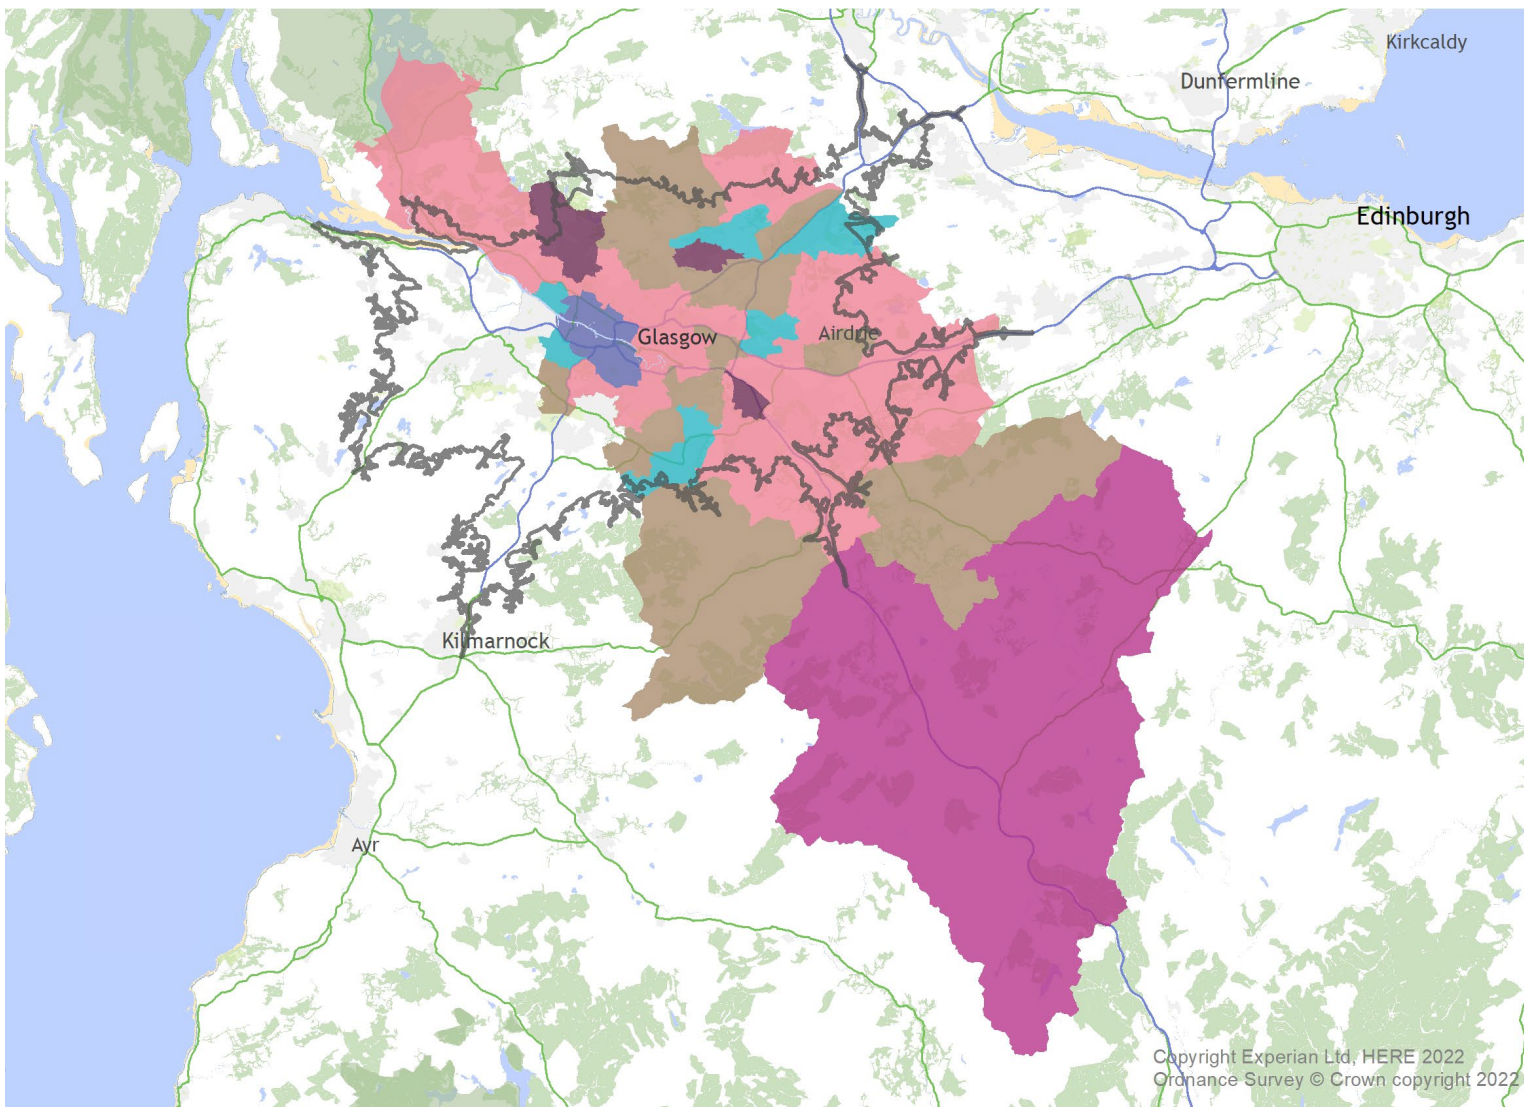 Kirkcaldy
Dunfermline
Edinburgh
Glasgow
Airdrie
Kilmarnock
Ayr
Copyright Experian Ltd, HERE 2022
Ordnance Survey © Crown copyright 2022